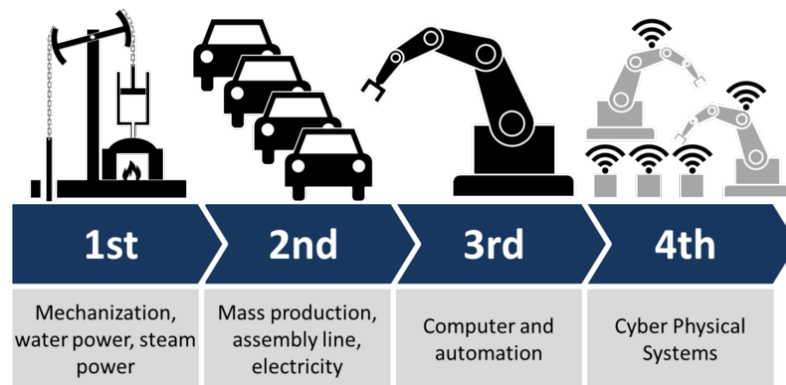 1st
2nd
3rd
4th
Mechanization,
water power, steam
power
Mass production,
assembly line,
electricity
Computer and
automation
Cyber Physical
Systems